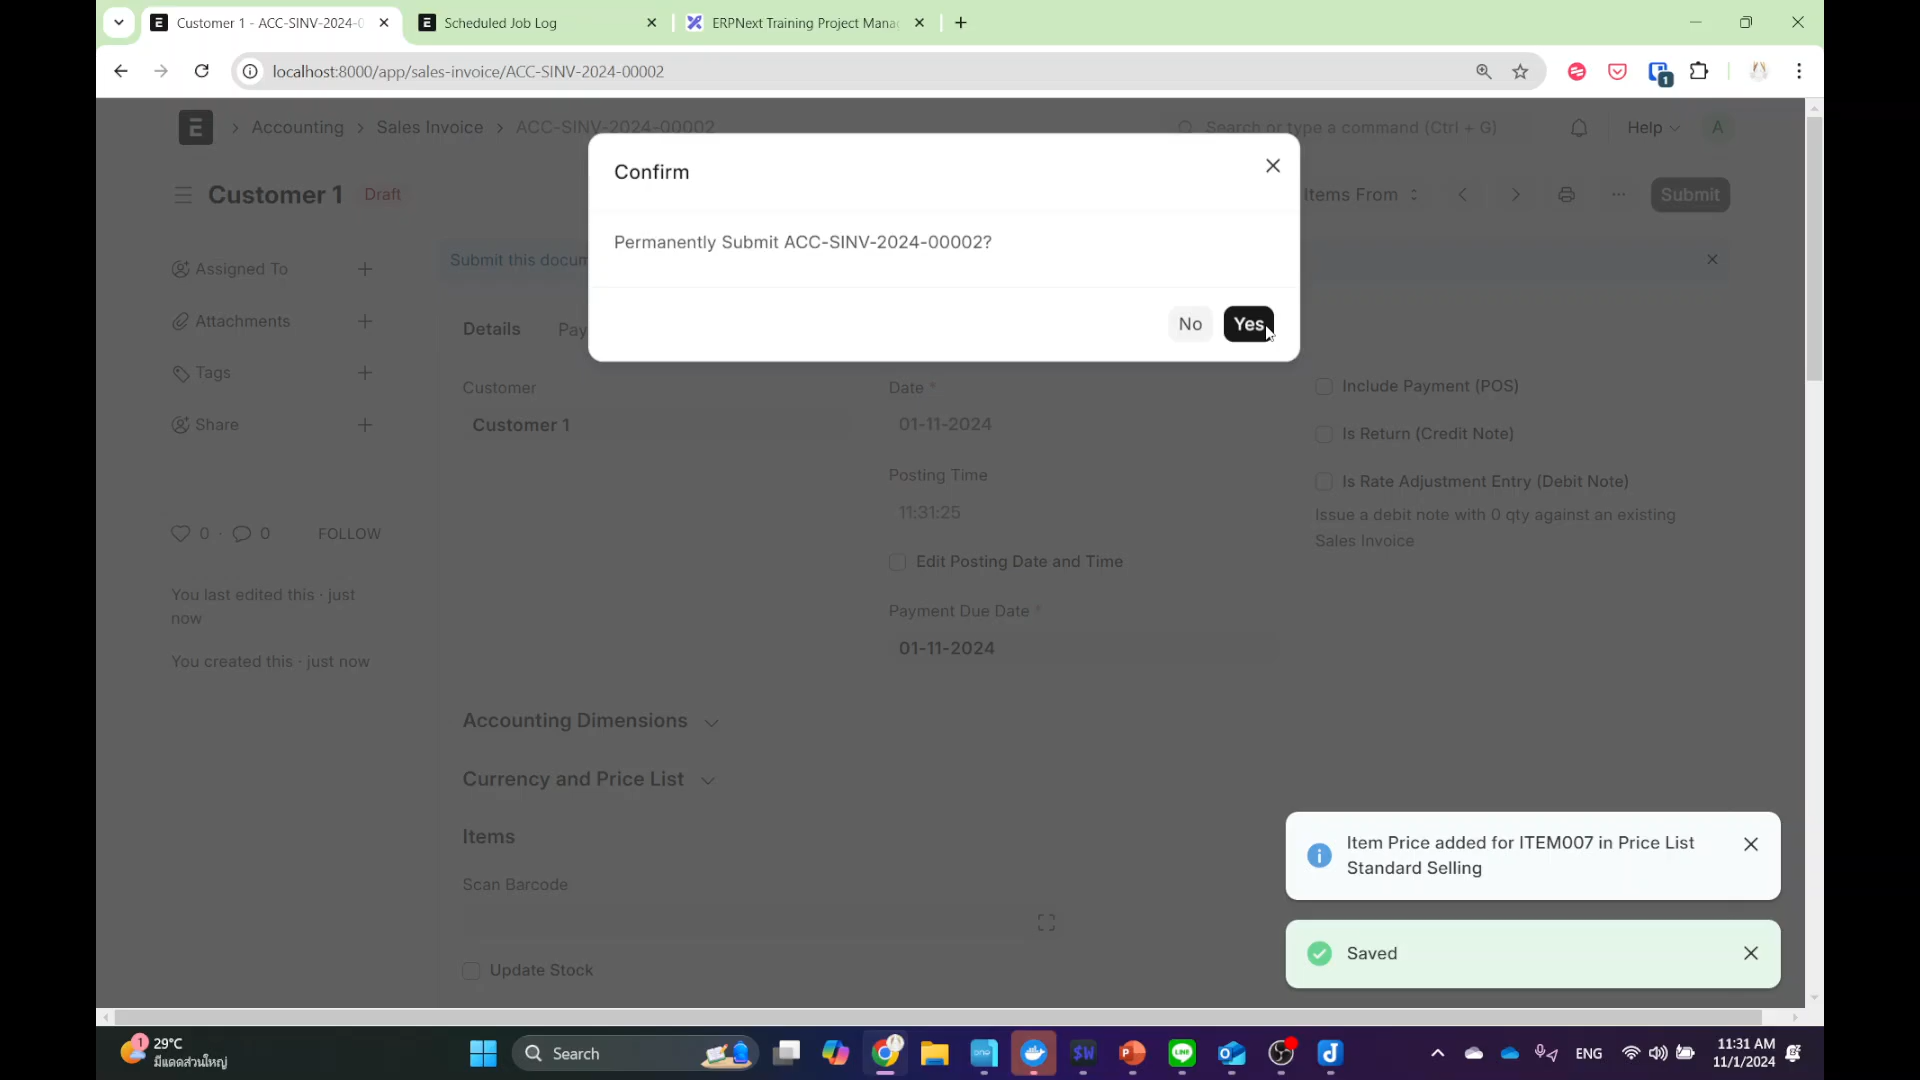 Customer 1 - ACC-SINV-2024-0
Scheduled Job Log
ERPNext Training Project Mana
localhost:8000/app/sales-invoice/ACC-SINV-2024-00002
1
E
Accounting
Sales Invoice
ACC-SINV-2024-00002
Search or type a command (Ctrl + G)
Help
A
Customer 1
Draft
Items From
Submit
Confirm
Permanently Submit ACC-SINV-2024-00002?
No
Yes
Submit this docum
Assigned To
Attachments
Tags
Share
0 · 0
FOLLOW
You last edited this · just
now
You created this · just now
Details
Pay
Customer
Customer 1
Date *
01-11-2024
Posting Time
11:31:25
Edit Posting Date and Time
Payment Due Date *
01-11-2024
Include Payment (POS)
Is Return (Credit Note)
Is Rate Adjustment Entry (Debit Note)
Issue a debit note with 0 qty against an existing
Sales Invoice
Accounting Dimensions
Currency and Price List
Items
Scan Barcode
Update Stock
Item Price added for ITEM007 in Price List
Standard Selling
Saved
1
29°C
มีแดดส่วนใหญ่
Search
ENG
11:31 AM
11/1/2024